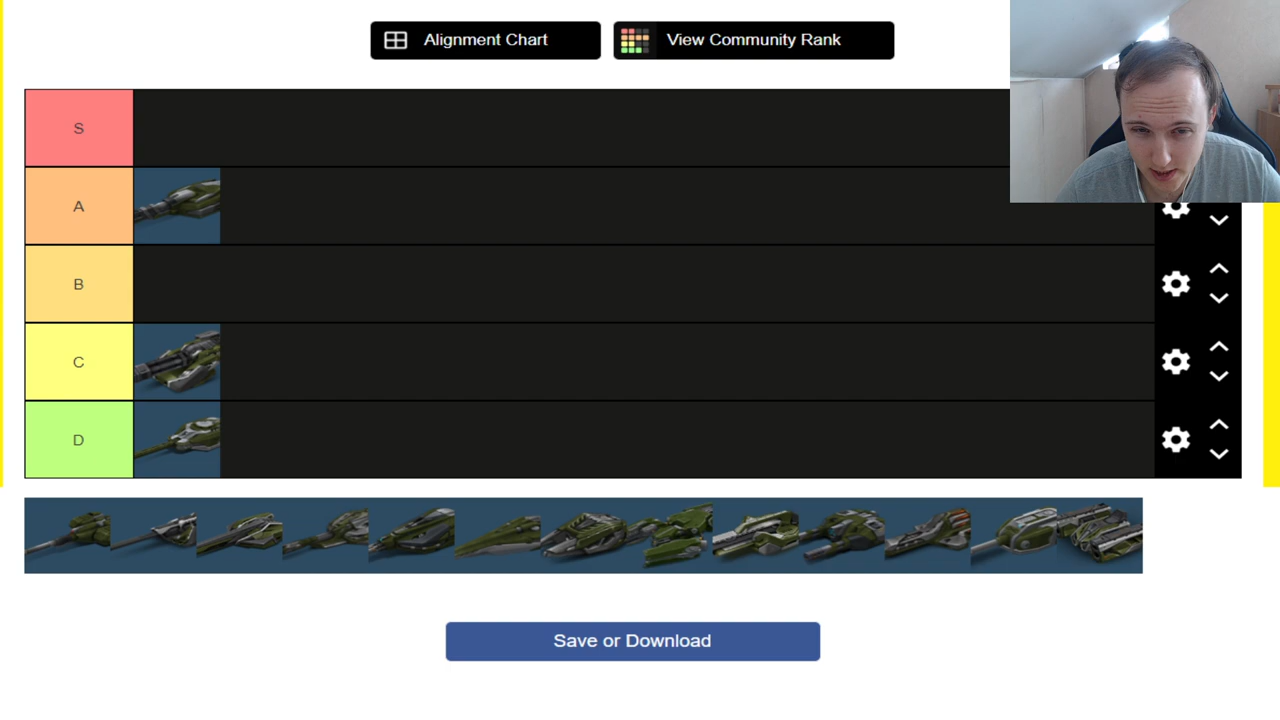 Alignment Chart
View Community Rank
S
A
B
C
D
Save or Download